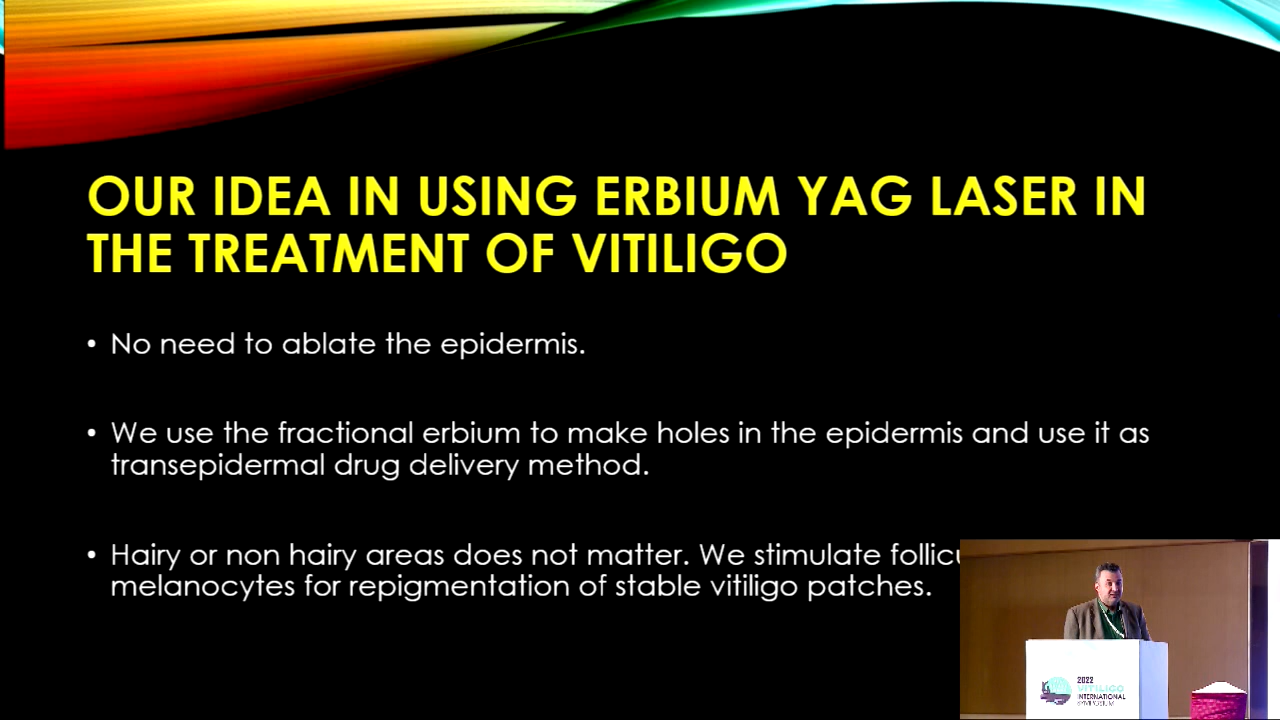 OUR IDEA IN USING ERBIUM YAG LASER IN
THE TREATMENT OF VITILIGO
• No need to ablate the epidermis.
• We use the fractional erbium to make holes in the epidermis and use it as
transepidermal drug delivery method.
• Hairy or non hairy areas does not matter. We stimulate
melanocytes for repigmentation of stable vitiligo patches.
2022
VITILIGO
INTERNATIONAL
SYMPOSIUM